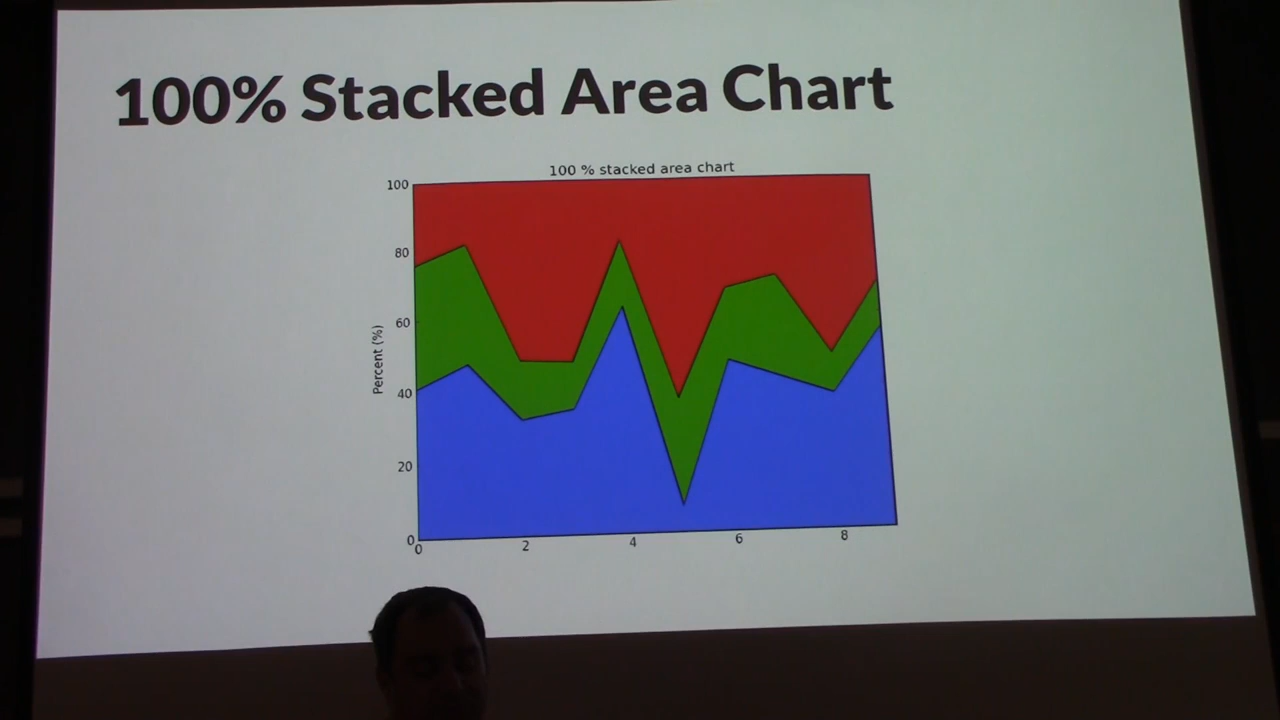 100% Stacked Area Chart
100 % stacked area chart
100
80
60
40
20
0
Percent (%)
0 2 4 6 8